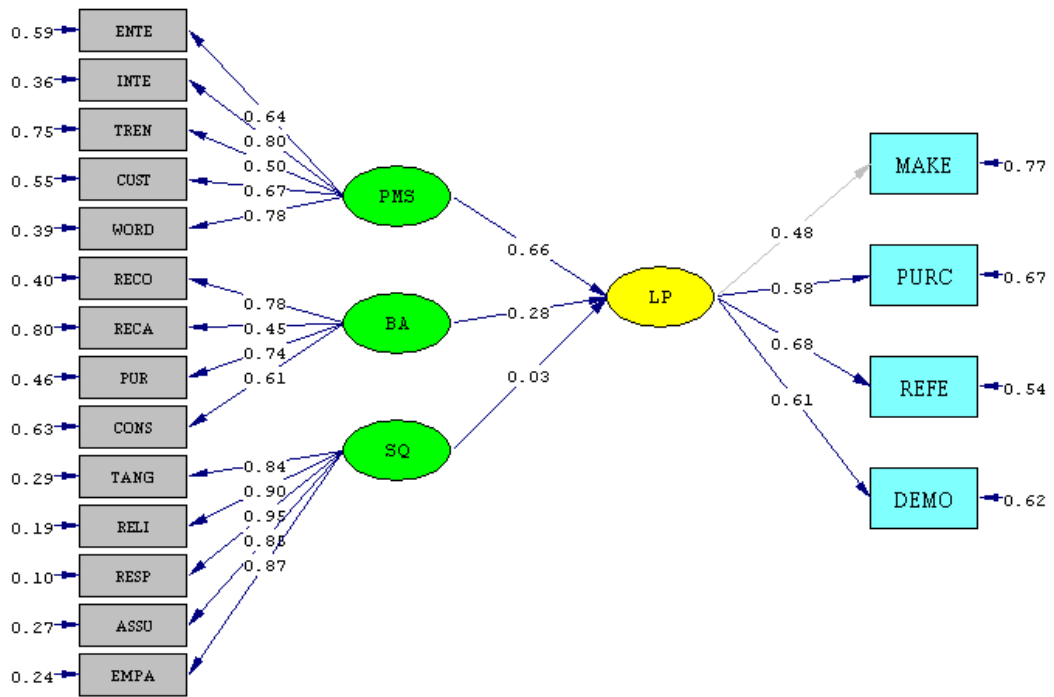 0.59 ENTE
0.36 INTE
0.75 TREN
0.55 CUST
0.39 WORD
0.40 RECO
0.80 RECA
0.46 PUR
0.63 CONS
0.29 TANG
0.19 RELI
0.10 RESP
0.27 ASSU
0.24 EMPA
0.64
0.80
0.50
0.67
0.78
0.78
0.45
0.74
0.61
0.84
0.90
0.95
0.85
0.87
PMS
BA
SQ
0.66
0.28
0.03
LP
0.48
0.58
0.68
0.61
MAKE 0.77
PURC 0.67
REFE 0.54
DEMO 0.62